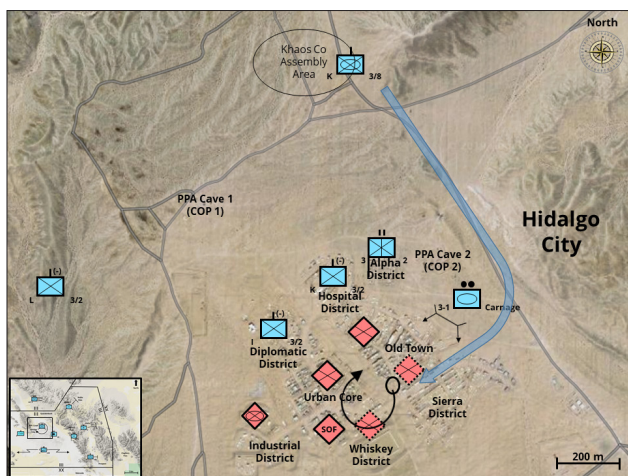 North
Khaos Co
Assembly
Area
I
K 3/8
PPA Cave 1
(COP 1)
Hidalgo
City
II
3 2
Alpha
District
PPA Cave 2
(COP 2)
I (-)
L 3/2
I (-)
K 3/2
Hospital
District
3-1 Carnage
I (-)
I 3/2
Diplomatic
District
Old Town
Urban Core
Sierra
District
SOF
Industrial
District
Whiskey
District
200 m